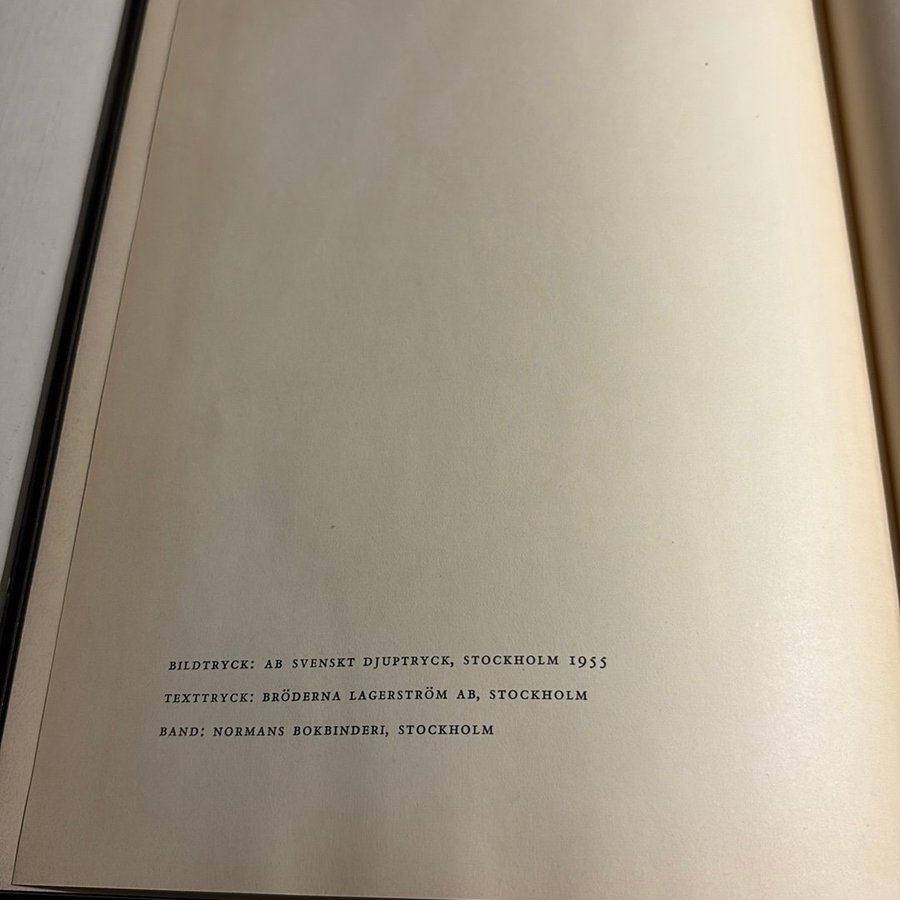 BILDTRYCK: AB SVENSKT DJUPTRYCK, STOCKHOLM 1955
TEXTTRYCK: BRÖDERNA LAGERSTRÖM AB, STOCKHOLM
BAND: NORMANS BOKBINDERI, STOCKHOLM